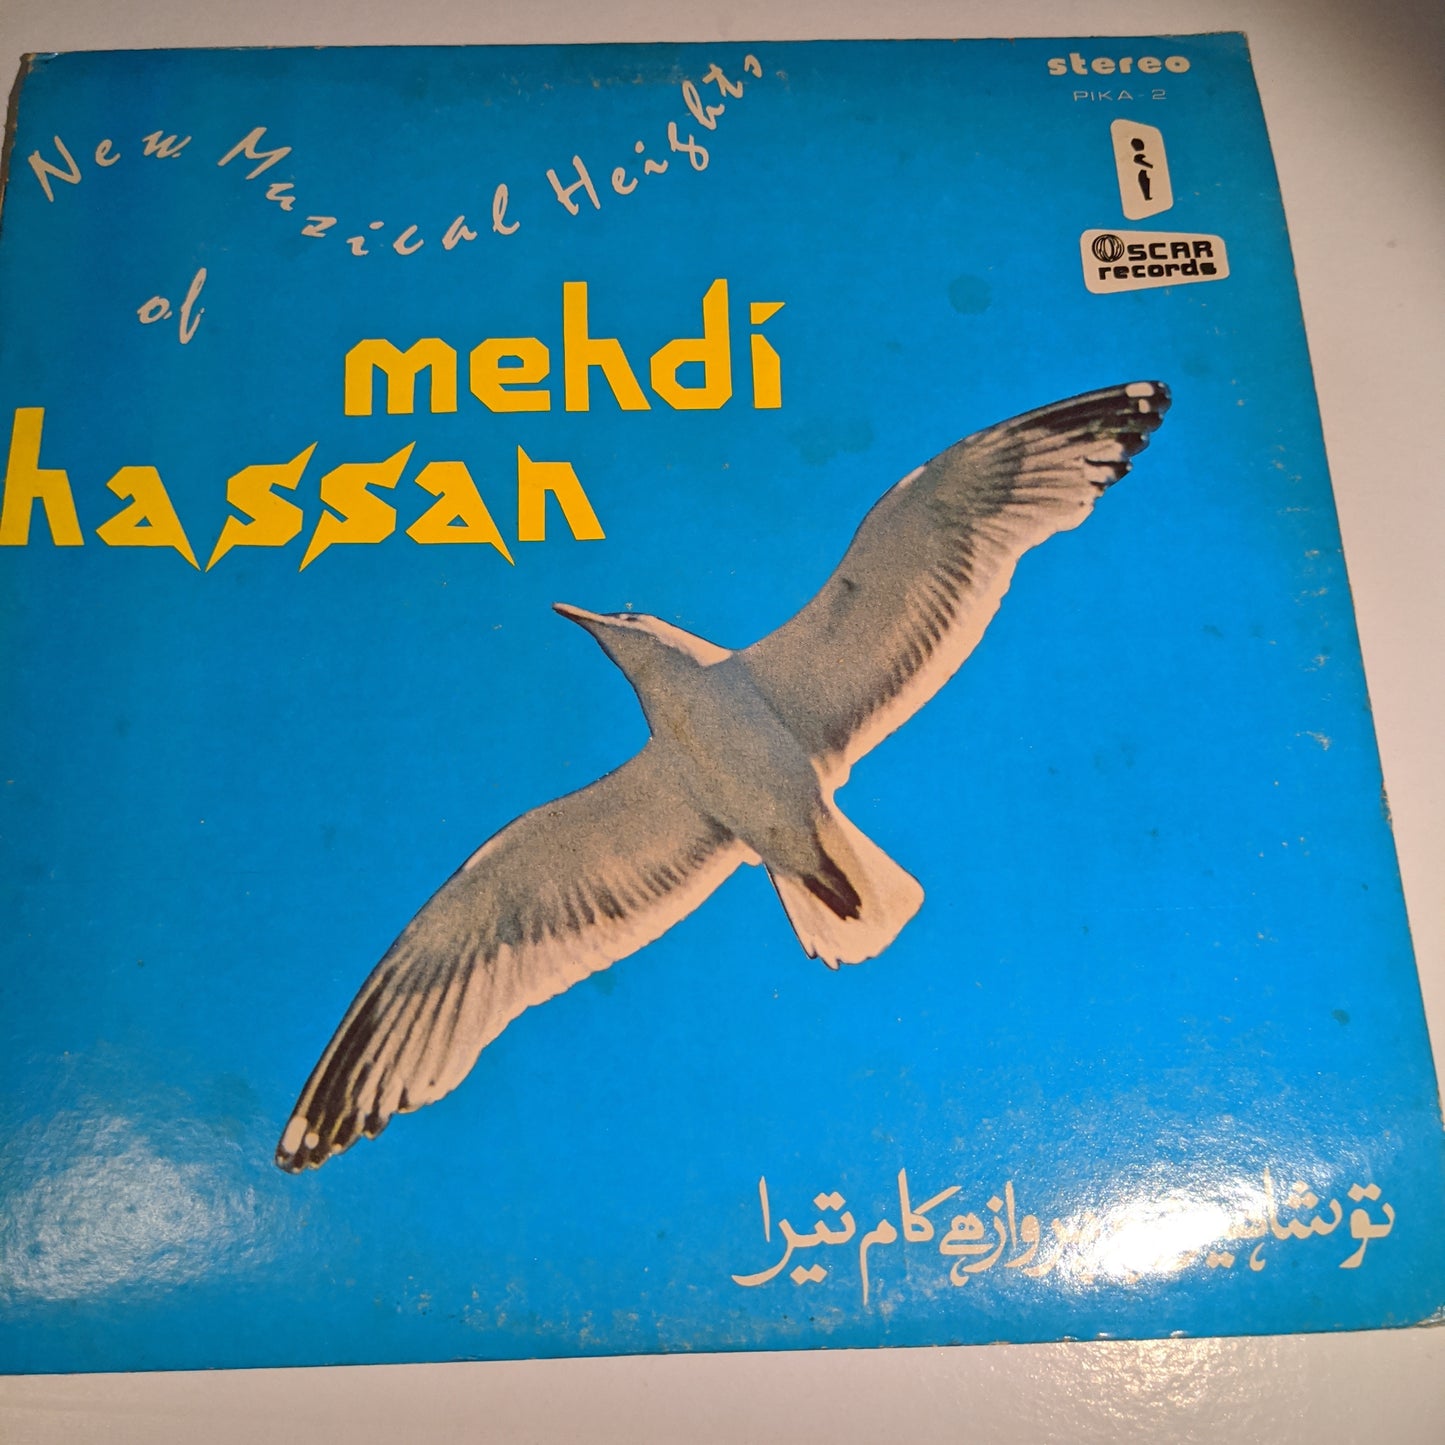 stereo
PIKA-2
New Muzical Heights
of
OSCAR
records
mehdi
hassan
تو شاہیں پرواز ہے کام تیرا